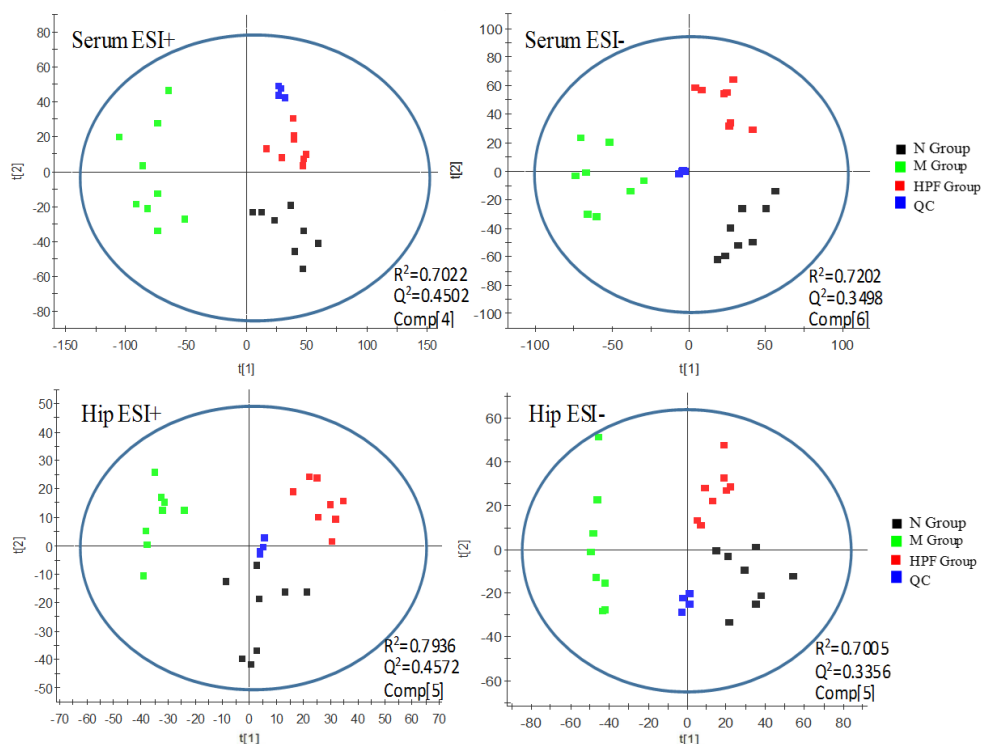 Serum ESI+
80
60
40
20
0
-20
-40
-60
-80
t[2]
-150 -100 -50 0 50 100 150
t[1]
R²=0.7022
Q²=0.4502
Comp[4]
Serum ESI-
100
80
60
40
20
0
-20
-40
-60
-80
-100
t[2]
-100 -50 0 50 100
t[1]
R²=0.7202
Q²=0.3498
Comp[6]
N Group
M Group
HPF Group
QC
Hip ESI+
50
40
30
20
10
0
-10
-20
-30
-40
-50
t[2]
-70 -60 -50 -40 -30 -20 -10 0 10 20 30 40 50 60 70
t[1]
R²=0.7936
Q²=0.4572
Comp[5]
Hip ESI-
60
40
20
0
-20
-40
-60
t[2]
-80 -60 -40 -20 0 20 40 60 80
t[1]
R²=0.7005
Q²=0.3356
Comp[5]
N Group
M Group
HPF Group
QC